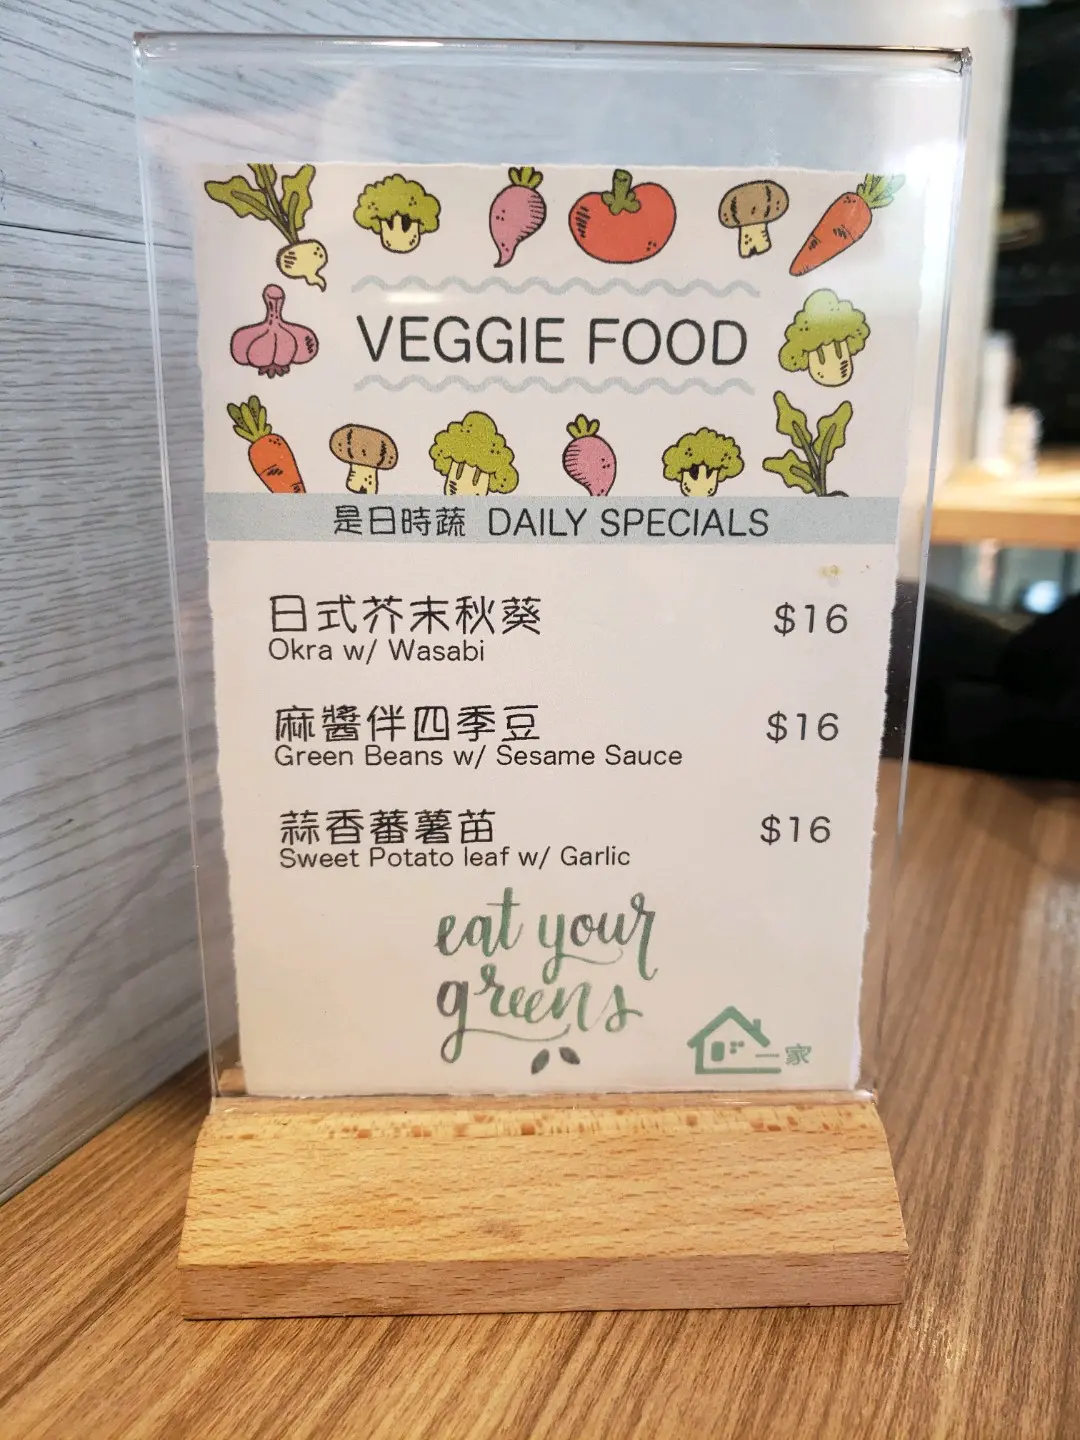 VEGGIE FOOD
是日時蔬 DAILY SPECIALS
日式芥末秋葵 $16
Okra w/ Wasabi
麻醬伴四季豆 $16
Green Beans w/ Sesame Sauce
蒜香蕃薯苗 $16
Sweet Potato leaf w/ Garlic
eat your
greens
一家